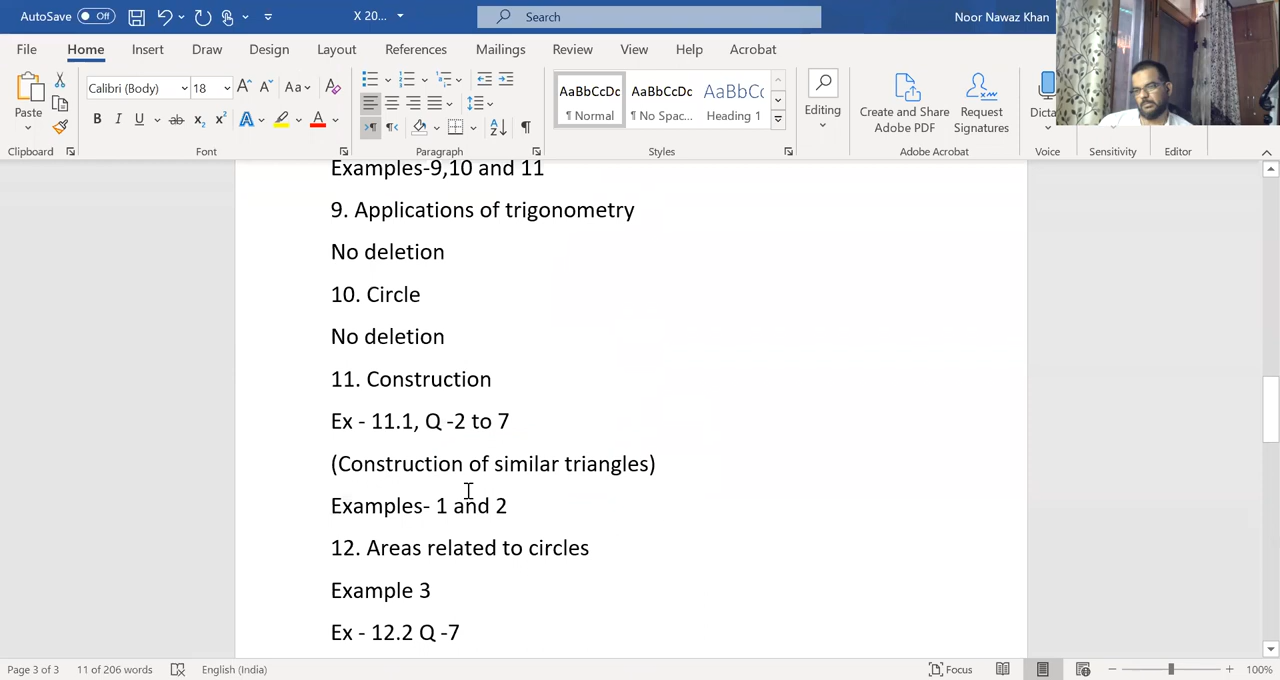 AutoSave Off X 20... Search Noor Nawaz Khan
File Home Insert Draw Design Layout References Mailings Review View Help Acrobat
Paste Calibri (Body) 18 Aa AaBbCcDc AaBbCcDc AaBbCc Editing Create and Share Request Dicta
¶ Normal ¶ No Spac... Heading 1 Adobe PDF Signatures
Clipboard Font Paragraph Styles Adobe Acrobat Voice Sensitivity Editor
Examples-9,10 and 11
9. Applications of trigonometry
No deletion
10. Circle
No deletion
11. Construction
Ex - 11.1, Q -2 to 7
(Construction of similar triangles)
Examples- 1 and 2
12. Areas related to circles
Example 3
Ex - 12.2 Q -7
Page 3 of 3 11 of 206 words English (India) Focus 100%